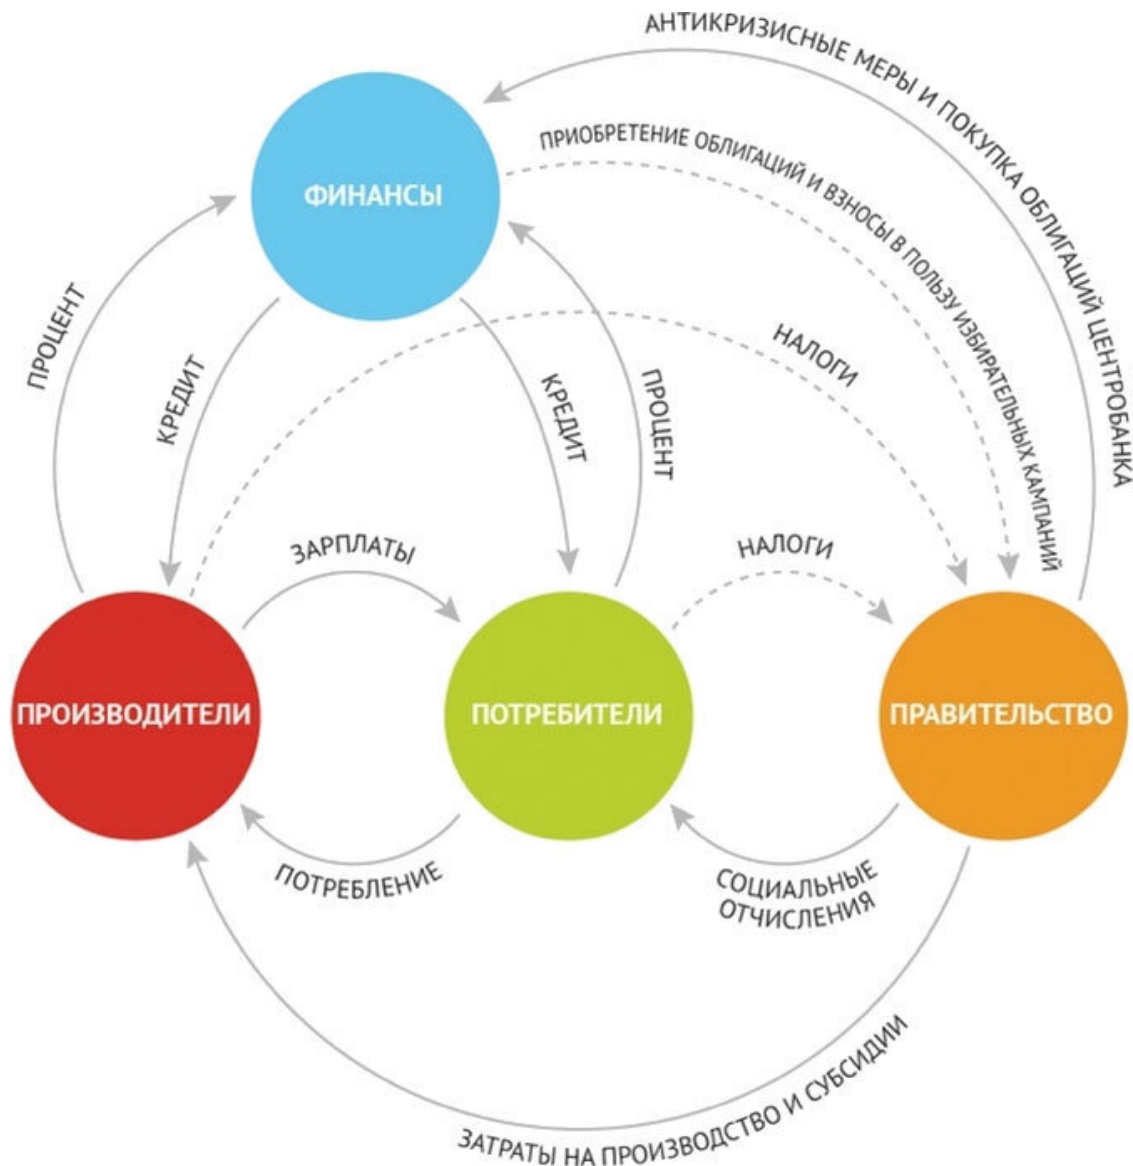 АНТИКРИЗИСНЫЕ МЕРЫ И ПОКУПКА ОБЛИГАЦИЙ ЦЕНТРОБАНКА
ПРИОБРЕТЕНИЕ ОБЛИГАЦИЙ И ВЗНОСЫ В ПОЛЬЗУ ИЗБИРАТЕЛЬНЫХ КАМПАНИЙ
ФИНАНСЫ
ПРОЦЕНТ
КРЕДИТ
КРЕДИТ
ПРОЦЕНТ
НАЛОГИ
ЗАРПЛАТЫ
НАЛОГИ
ПРОИЗВОДИТЕЛИ
ПОТРЕБИТЕЛИ
ПРАВИТЕЛЬСТВО
ПОТРЕБЛЕНИЕ
СОЦИАЛЬНЫЕ
ОТЧИСЛЕНИЯ
ЗАТРАТЫ НА ПРОИЗВОДСТВО И СУБСИДИИ